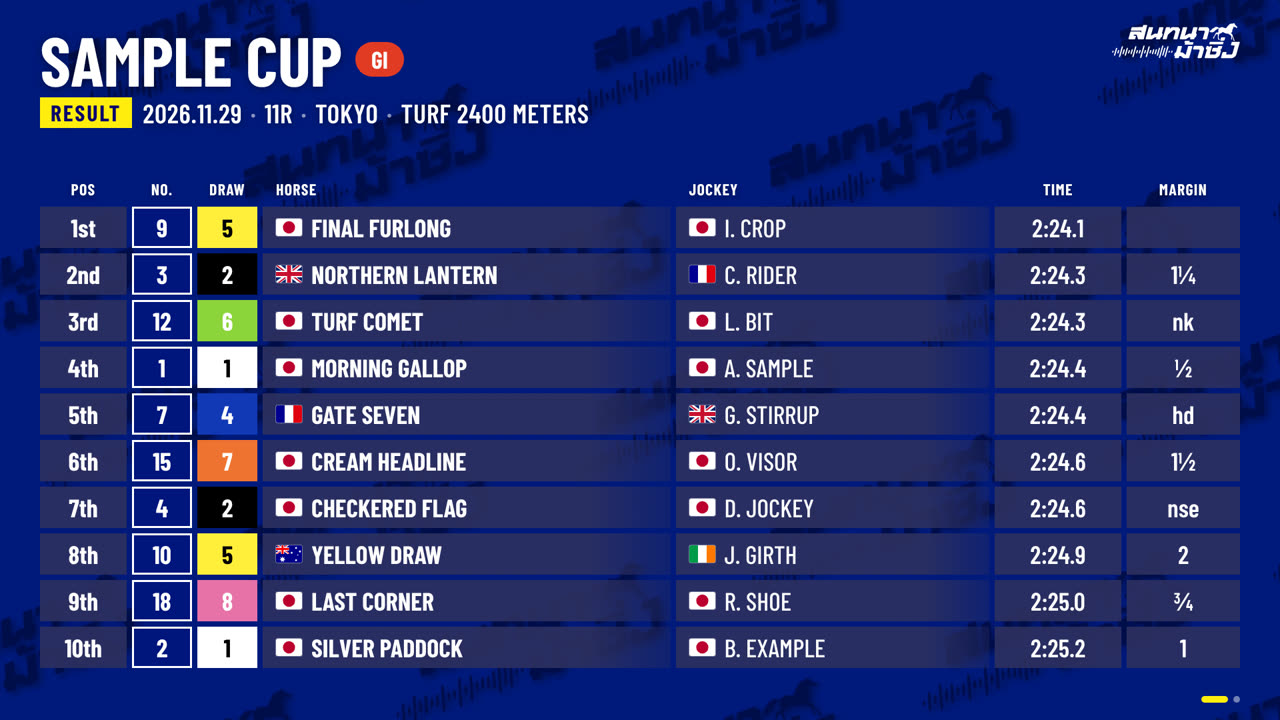 SAMPLE CUP GI
สนทนา
ม้าซิ่ง
RESULT 2026.11.29 · 11R · TOKYO · TURF 2400 METERS
POS NO. DRAW HORSE JOCKEY TIME MARGIN
1st 9 5 FINAL FURLONG I. CROP 2:24.1
2nd 3 2 NORTHERN LANTERN C. RIDER 2:24.3 1¼
3rd 12 6 TURF COMET L. BIT 2:24.3 nk
4th 1 1 MORNING GALLOP A. SAMPLE 2:24.4 ½
5th 7 4 GATE SEVEN G. STIRRUP 2:24.4 hd
6th 15 7 CREAM HEADLINE O. VISOR 2:24.6 1½
7th 4 2 CHECKERED FLAG D. JOCKEY 2:24.6 nse
8th 10 5 YELLOW DRAW J. GIRTH 2:24.9 2
9th 18 8 LAST CORNER R. SHOE 2:25.0 ¾
10th 2 1 SILVER PADDOCK B. EXAMPLE 2:25.2 1